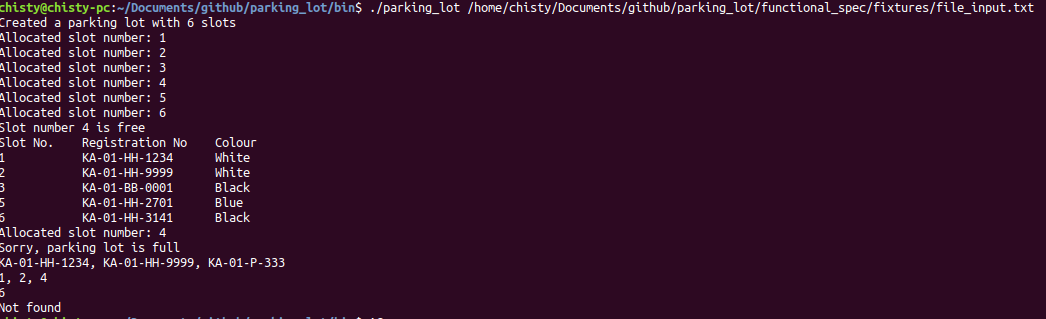 chisty@chisty-pc:~/Documents/github/parking_lot/bin$ ./parking_lot /home/chisty/Documents/github/parking_lot/functional_spec/fixtures/file_input.txt
Created a parking lot with 6 slots
Allocated slot number: 1
Allocated slot number: 2
Allocated slot number: 3
Allocated slot number: 4
Allocated slot number: 5
Allocated slot number: 6
Slot number 4 is free
Slot No.    Registration No    Colour
1           KA-01-HH-1234      White
2           KA-01-HH-9999      White
3           KA-01-BB-0001      Black
5           KA-01-HH-2701      Blue
6           KA-01-HH-3141      Black
Allocated slot number: 4
Sorry, parking lot is full
KA-01-HH-1234, KA-01-HH-9999, KA-01-P-333
1, 2, 4
6
Not found